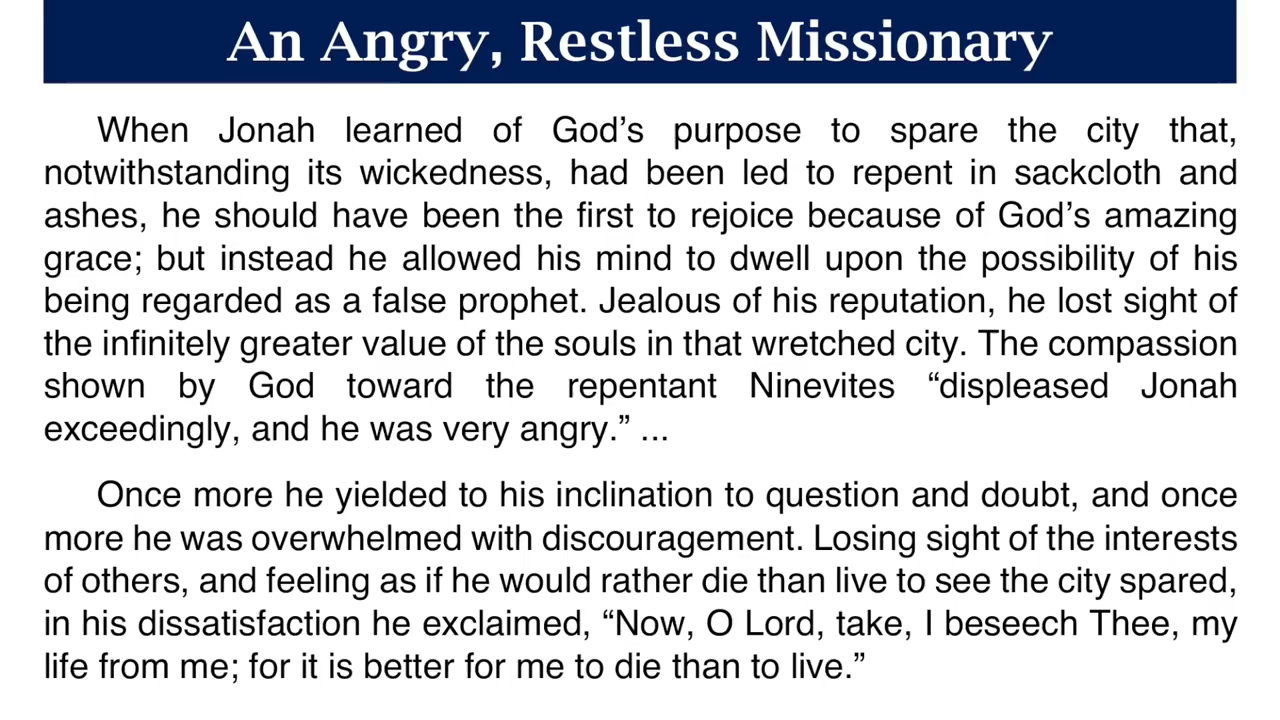 An Angry, Restless Missionary
When Jonah learned of God’s purpose to spare the city that,
notwithstanding its wickedness, had been led to repent in sackcloth and
ashes, he should have been the first to rejoice because of God’s amazing
grace; but instead he allowed his mind to dwell upon the possibility of his
being regarded as a false prophet. Jealous of his reputation, he lost sight of
the infinitely greater value of the souls in that wretched city. The compassion
shown by God toward the repentant Ninevites “displeased Jonah
exceedingly, and he was very angry.” ...
Once more he yielded to his inclination to question and doubt, and once
more he was overwhelmed with discouragement. Losing sight of the interests
of others, and feeling as if he would rather die than live to see the city spared,
in his dissatisfaction he exclaimed, “Now, O Lord, take, I beseech Thee, my
life from me; for it is better for me to die than to live.”